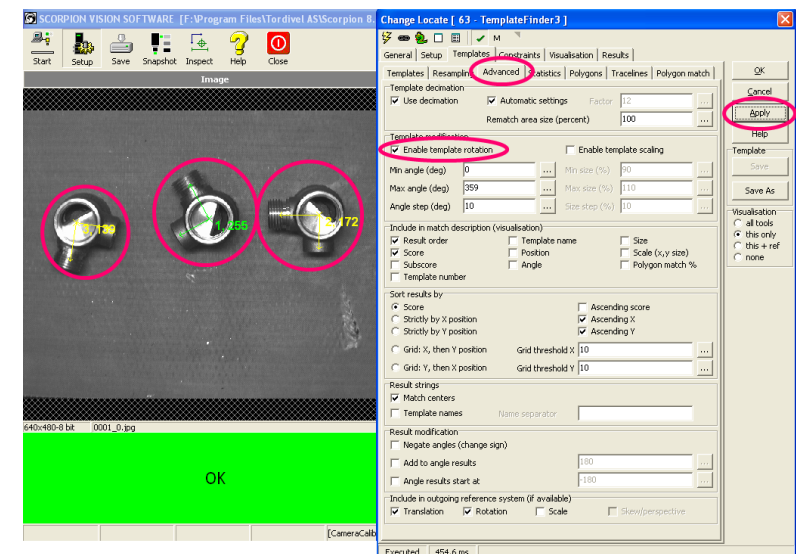 SCORPION VISION SOFTWARE [F:\Program Files\Tordivel AS\Scorpion 8.
Start Setup Save Snapshot Inspect Help Close
Image
3,129
1,255
2,172
640x480-8 bit 0001_0.jpg
OK
[CameraCalib
Change Locate [ 63 - TemplateFinder3 ]
M
General Setup Templates Constraints Visualisation Results
Templates Resampling Advanced Statistics Polygons Tracelines Polygon match
Template decimation
Use decimation Automatic settings Factor 12 ...
Rematch area size (percent) 100 ...
Template modification
Enable template rotation Enable template scaling
Min angle (deg) 0 ... Min size (%) 90 ...
Max angle (deg) 359 ... Max size (%) 110 ...
Angle step (deg) 10 ... Size step (%) 10 ...
Include in match description (visualisation)
Result order Template name Size
Score Position Scale (x,y size)
Subscore Angle Polygon match %
Template number
Sort results by
Score Ascending score
Strictly by X position Ascending X
Strictly by Y position Ascending Y
Grid: X, then Y position Grid threshold X 10 ...
Grid: Y, then X position Grid threshold Y 10 ...
Result strings
Match centers
Template names Name separator
Result modification
Negate angles (change sign)
Add to angle results 180 ...
Angle results start at -180 ...
Include in outgoing reference system (if available)
Translation Rotation Scale Skew/perspective
Executed 454.6 ms
OK
Cancel
Apply
Help
Template
Save
Save As
Visualisation
all tools
this only
this + ref
none